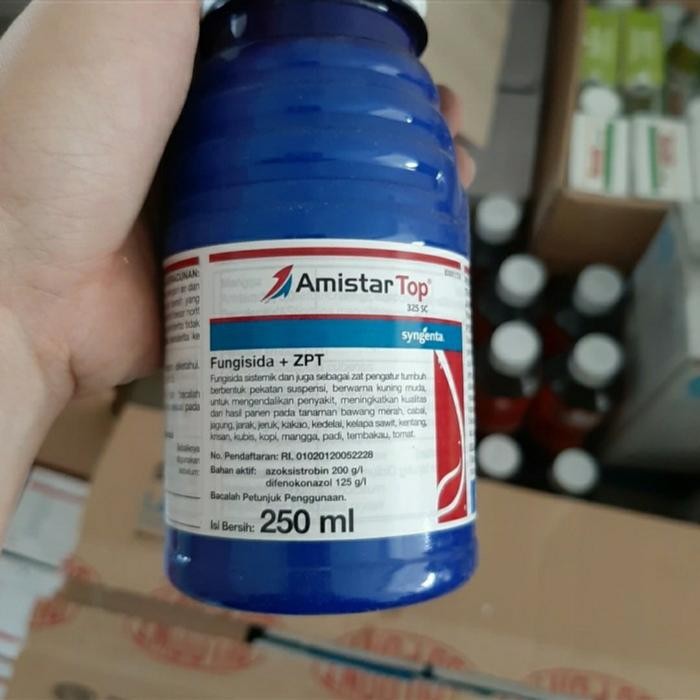 AmistarTop®
325 SC
syngenta.
Fungisida + ZPT
Fungisida sistemik dan juga sebagai zat pengatur tumbuh
berbentuk pekatan suspensi, berwarna kuning muda,
untuk mengendalikan penyakit, meningkatkan kualitas
dan hasil panen pada tanaman bawang merah, cabai,
jagung, jarak, jeruk, kakao, kedelai, kelapa sawit, kentang,
krisan, kubis, kopi, mangga, padi, tembakau, tomat.
No. Pendaftaran: RI. 01020120052228
Bahan aktif: azoksistrobin 200 g/l
difenokonazol 125 g/l
Bacalah Petunjuk Penggunaan.
Isi Bersih: 250 ml